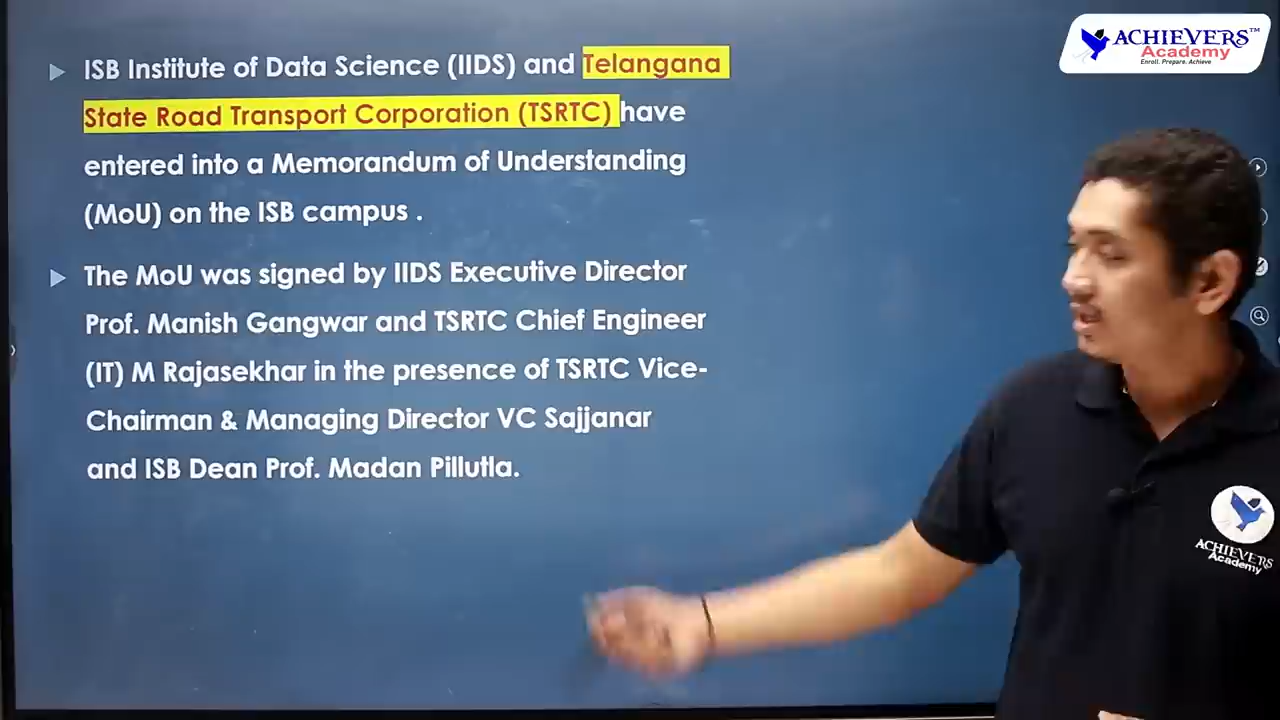 ISB Institute of Data Science (IIDS) and Telangana
State Road Transport Corporation (TSRTC) have
entered into a Memorandum of Understanding
(MoU) on the ISB campus .
The MoU was signed by IIDS Executive Director
Prof. Manish Gangwar and TSRTC Chief Engineer
(IT) M Rajasekhar in the presence of TSRTC Vice-
Chairman & Managing Director VC Sajjanar
and ISB Dean Prof. Madan Pillutla.
ACHIEVERS™
Academy
Enroll. Prepare. Achieve
ACHIEVERS
Academy